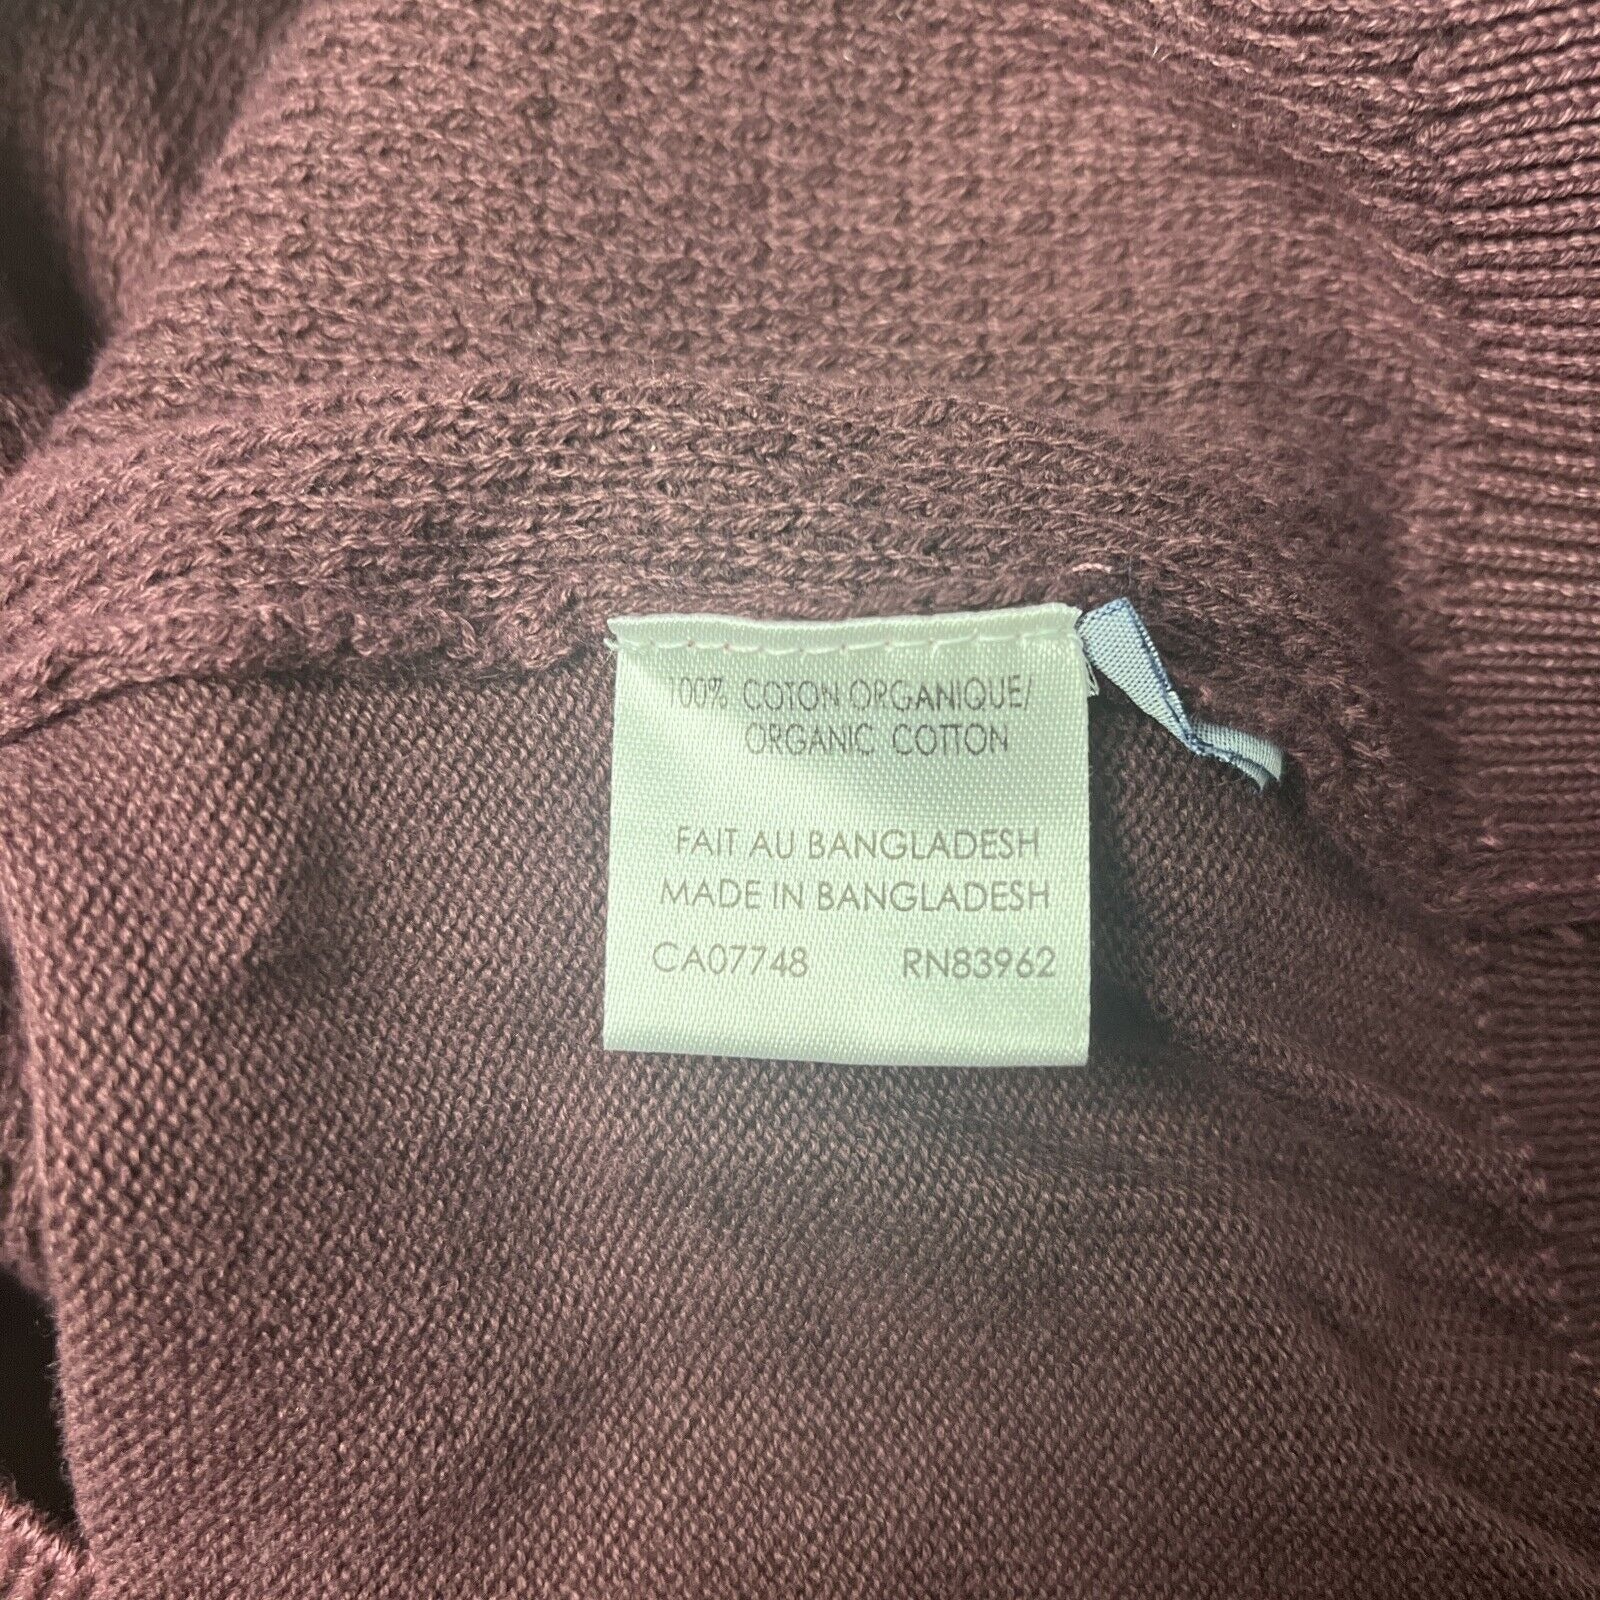 100% COTON ORGANIQUE/
ORGANIC COTTON
FAIT AU BANGLADESH
MADE IN BANGLADESH
CA07748 RN83962